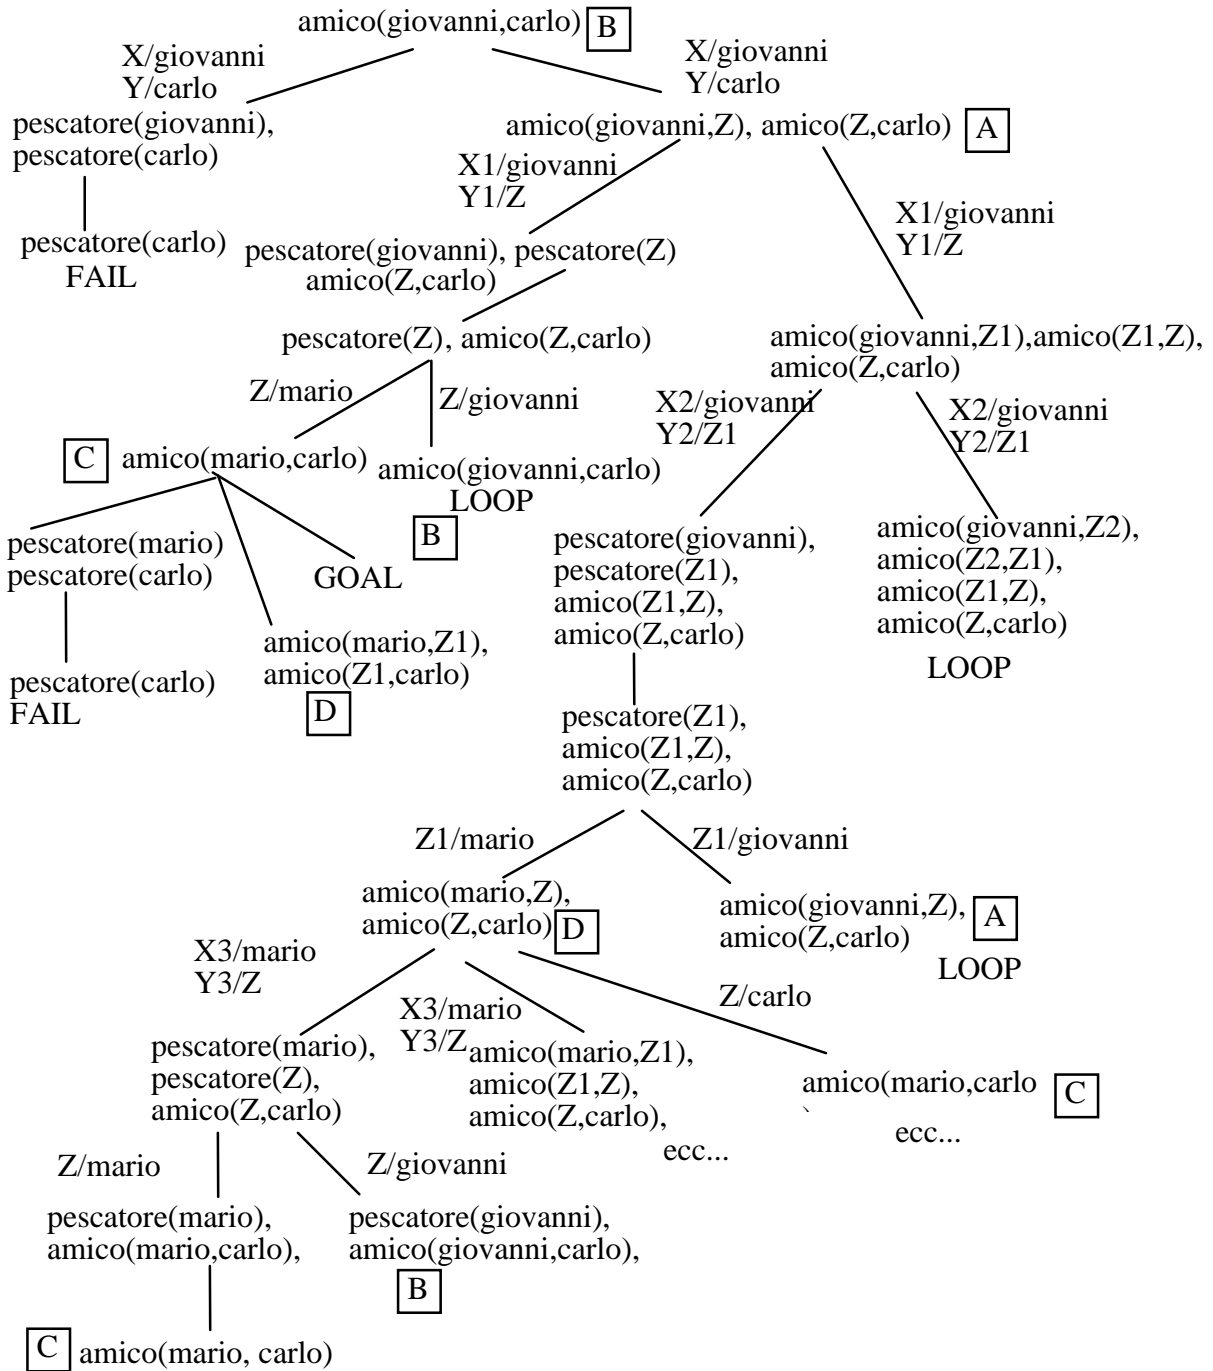 amico(giovanni,carlo) B
X/giovanni
Y/carlo
X/giovanni
Y/carlo
pescatore(giovanni),
pescatore(carlo)
amico(giovanni,Z), amico(Z,carlo) A
X1/giovanni
Y1/Z
X1/giovanni
Y1/Z
pescatore(carlo)
FAIL
pescatore(giovanni), pescatore(Z)
amico(Z,carlo)
pescatore(Z), amico(Z,carlo)
amico(giovanni,Z1),amico(Z1,Z),
amico(Z,carlo)
Z/mario
Z/giovanni
X2/giovanni
Y2/Z1
X2/giovanni
Y2/Z1
C amico(mario,carlo)
amico(giovanni,carlo)
LOOP
B
pescatore(mario)
pescatore(carlo)
GOAL
pescatore(giovanni),
pescatore(Z1),
amico(Z1,Z),
amico(Z,carlo)
amico(giovanni,Z2),
amico(Z2,Z1),
amico(Z1,Z),
amico(Z,carlo)
LOOP
amico(mario,Z1),
amico(Z1,carlo)
D
pescatore(carlo)
FAIL
pescatore(Z1),
amico(Z1,Z),
amico(Z,carlo)
Z1/mario
Z1/giovanni
amico(mario,Z),
amico(Z,carlo) D
amico(giovanni,Z),
amico(Z,carlo)
A
LOOP
X3/mario
Y3/Z
X3/mario
Y3/Z
Z/carlo
pescatore(mario),
pescatore(Z),
amico(Z,carlo)
amico(mario,Z1),
amico(Z1,Z),
amico(Z,carlo),
ecc...
amico(mario,carlo
C
ecc...
Z/mario
Z/giovanni
pescatore(mario),
amico(mario,carlo),
pescatore(giovanni),
amico(giovanni,carlo),
B
C amico(mario, carlo)